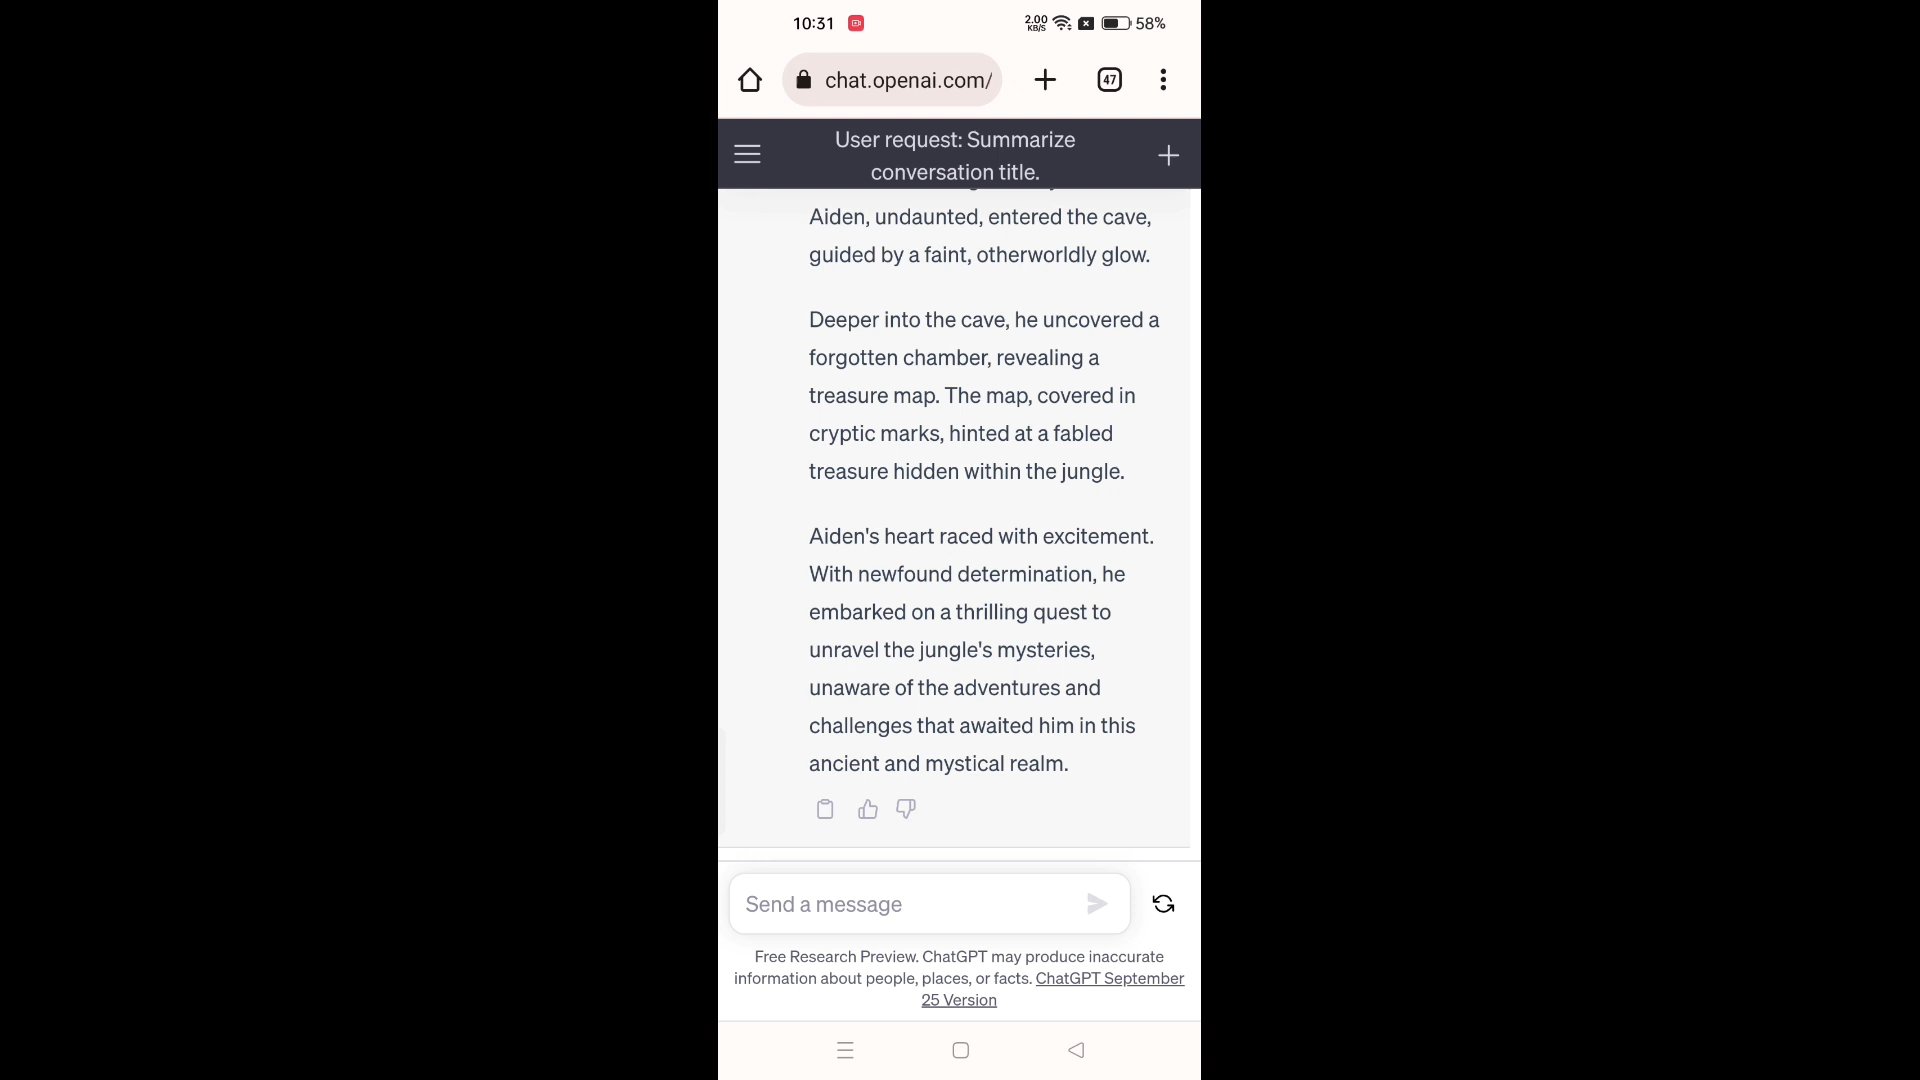 10:31
2.00
KB/S
58%
chat.openai.com/
47
User request: Summarize
conversation title.
Aiden, undaunted, entered the cave,
guided by a faint, otherworldly glow.
Deeper into the cave, he uncovered a
forgotten chamber, revealing a
treasure map. The map, covered in
cryptic marks, hinted at a fabled
treasure hidden within the jungle.
Aiden's heart raced with excitement.
With newfound determination, he
embarked on a thrilling quest to
unravel the jungle's mysteries,
unaware of the adventures and
challenges that awaited him in this
ancient and mystical realm.
Send a message
Free Research Preview. ChatGPT may produce inaccurate
information about people, places, or facts. ChatGPT September
25 Version